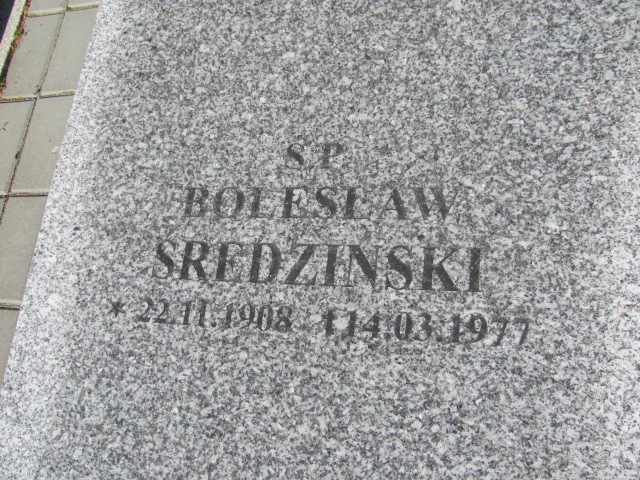 S.P.
BOLESŁAW
SREDZINSKI
* 22.11.1908 †14.03.1977